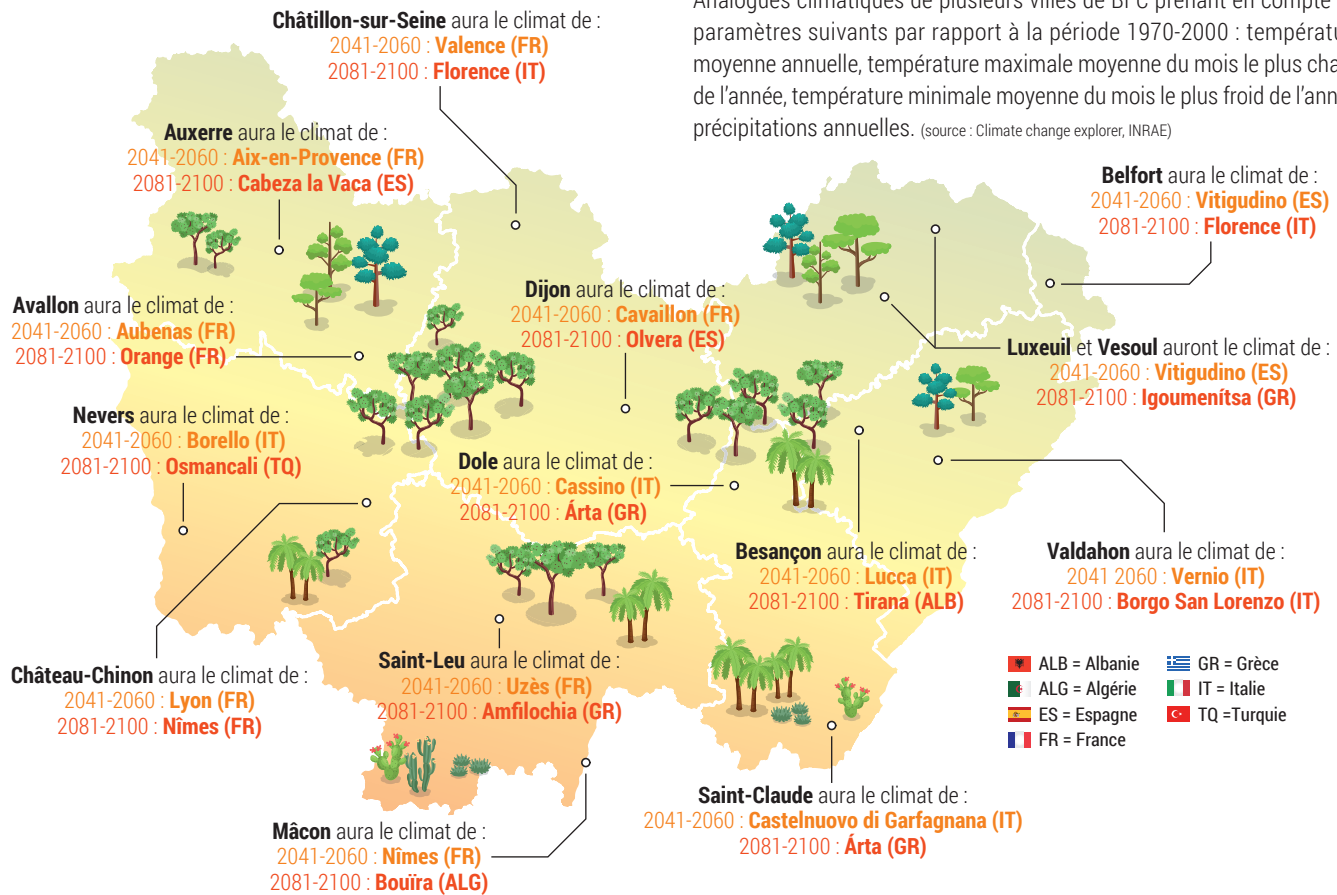 Châtillon-sur-Seine aura le climat de :
2041-2060 : Valence (FR)
2081-2100 : Florence (IT)
Analogues climatiques de plusieurs villes de BFC prenant en compte
paramètres suivants par rapport à la période 1970-2000 :
moyenne annuelle, température maximale moyenne du mois le plus
de l'année, température minimale moyenne du mois le plus froid de
précipitations annuelles. (source : Climate change explorer, INRAE)
Auxerre aura le climat de :
2041-2060 : Aix-en-Provence (FR)
2081-2100 : Cabeza la Vaca (ES)
Belfort aura le climat de :
2041-2060 : Vitigudino (ES)
2081-2100 : Florence (IT)
Avallon aura le climat de :
2041-2060 : Aubenas (FR)
2081-2100 : Orange (FR)
Dijon aura le climat de :
2041-2060 : Cavaillon (FR)
2081-2100 : Olvera (ES)
Luxeuil et Vesoul auront le climat de :
2041-2060 : Vitigudino (ES)
2081-2100 : Igoumenítsa (GR)
Nevers aura le climat de :
2041-2060 : Borello (IT)
2081-2100 : Osmancali (TQ)
Dole aura le climat de :
2041-2060 : Cassino (IT)
2081-2100 : Árta (GR)
Besançon aura le climat de :
2041-2060 : Lucca (IT)
2081-2100 : Tirana (ALB)
Valdahon aura le climat de :
2041 2060 : Vernio (IT)
2081-2100 : Borgo San Lorenzo (IT)
Château-Chinon aura le climat de :
2041-2060 : Lyon (FR)
2081-2100 : Nîmes (FR)
Saint-Leu aura le climat de :
2041-2060 : Uzès (FR)
2081-2100 : Amfilochia (GR)
ALB = Albanie
ALG = Algérie
ES = Espagne
FR = France
GR = Grèce
IT = Italie
TQ =Turquie
Saint-Claude aura le climat de :
2041-2060 : Castelnuovo di Garfagnana (IT)
2081-2100 : Árta (GR)
Mâcon aura le climat de :
2041-2060 : Nîmes (FR)
2081-2100 : Bouïra (ALG)